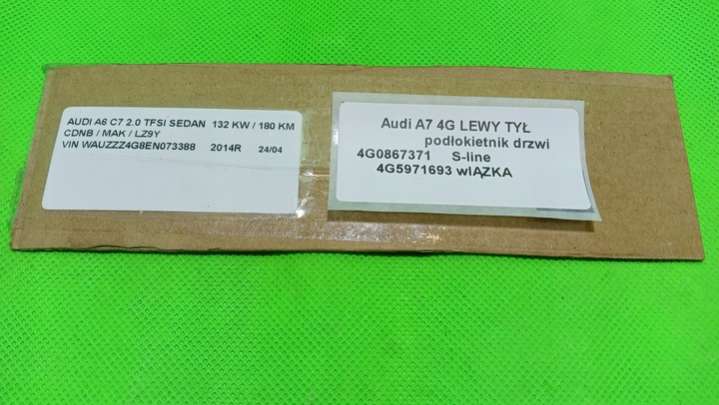 AUDI A6 C7 2.0 TFSI SEDAN 132 KW / 180 KM
CDNB / MAK / LZ9Y
VIN WAUZZZ4G8EN073388 2014R 24/04
Audi A7 4G LEWY TYŁ
podłokietnik drzwi
4G0867371 S-line
4G5971693 wIĄZKA